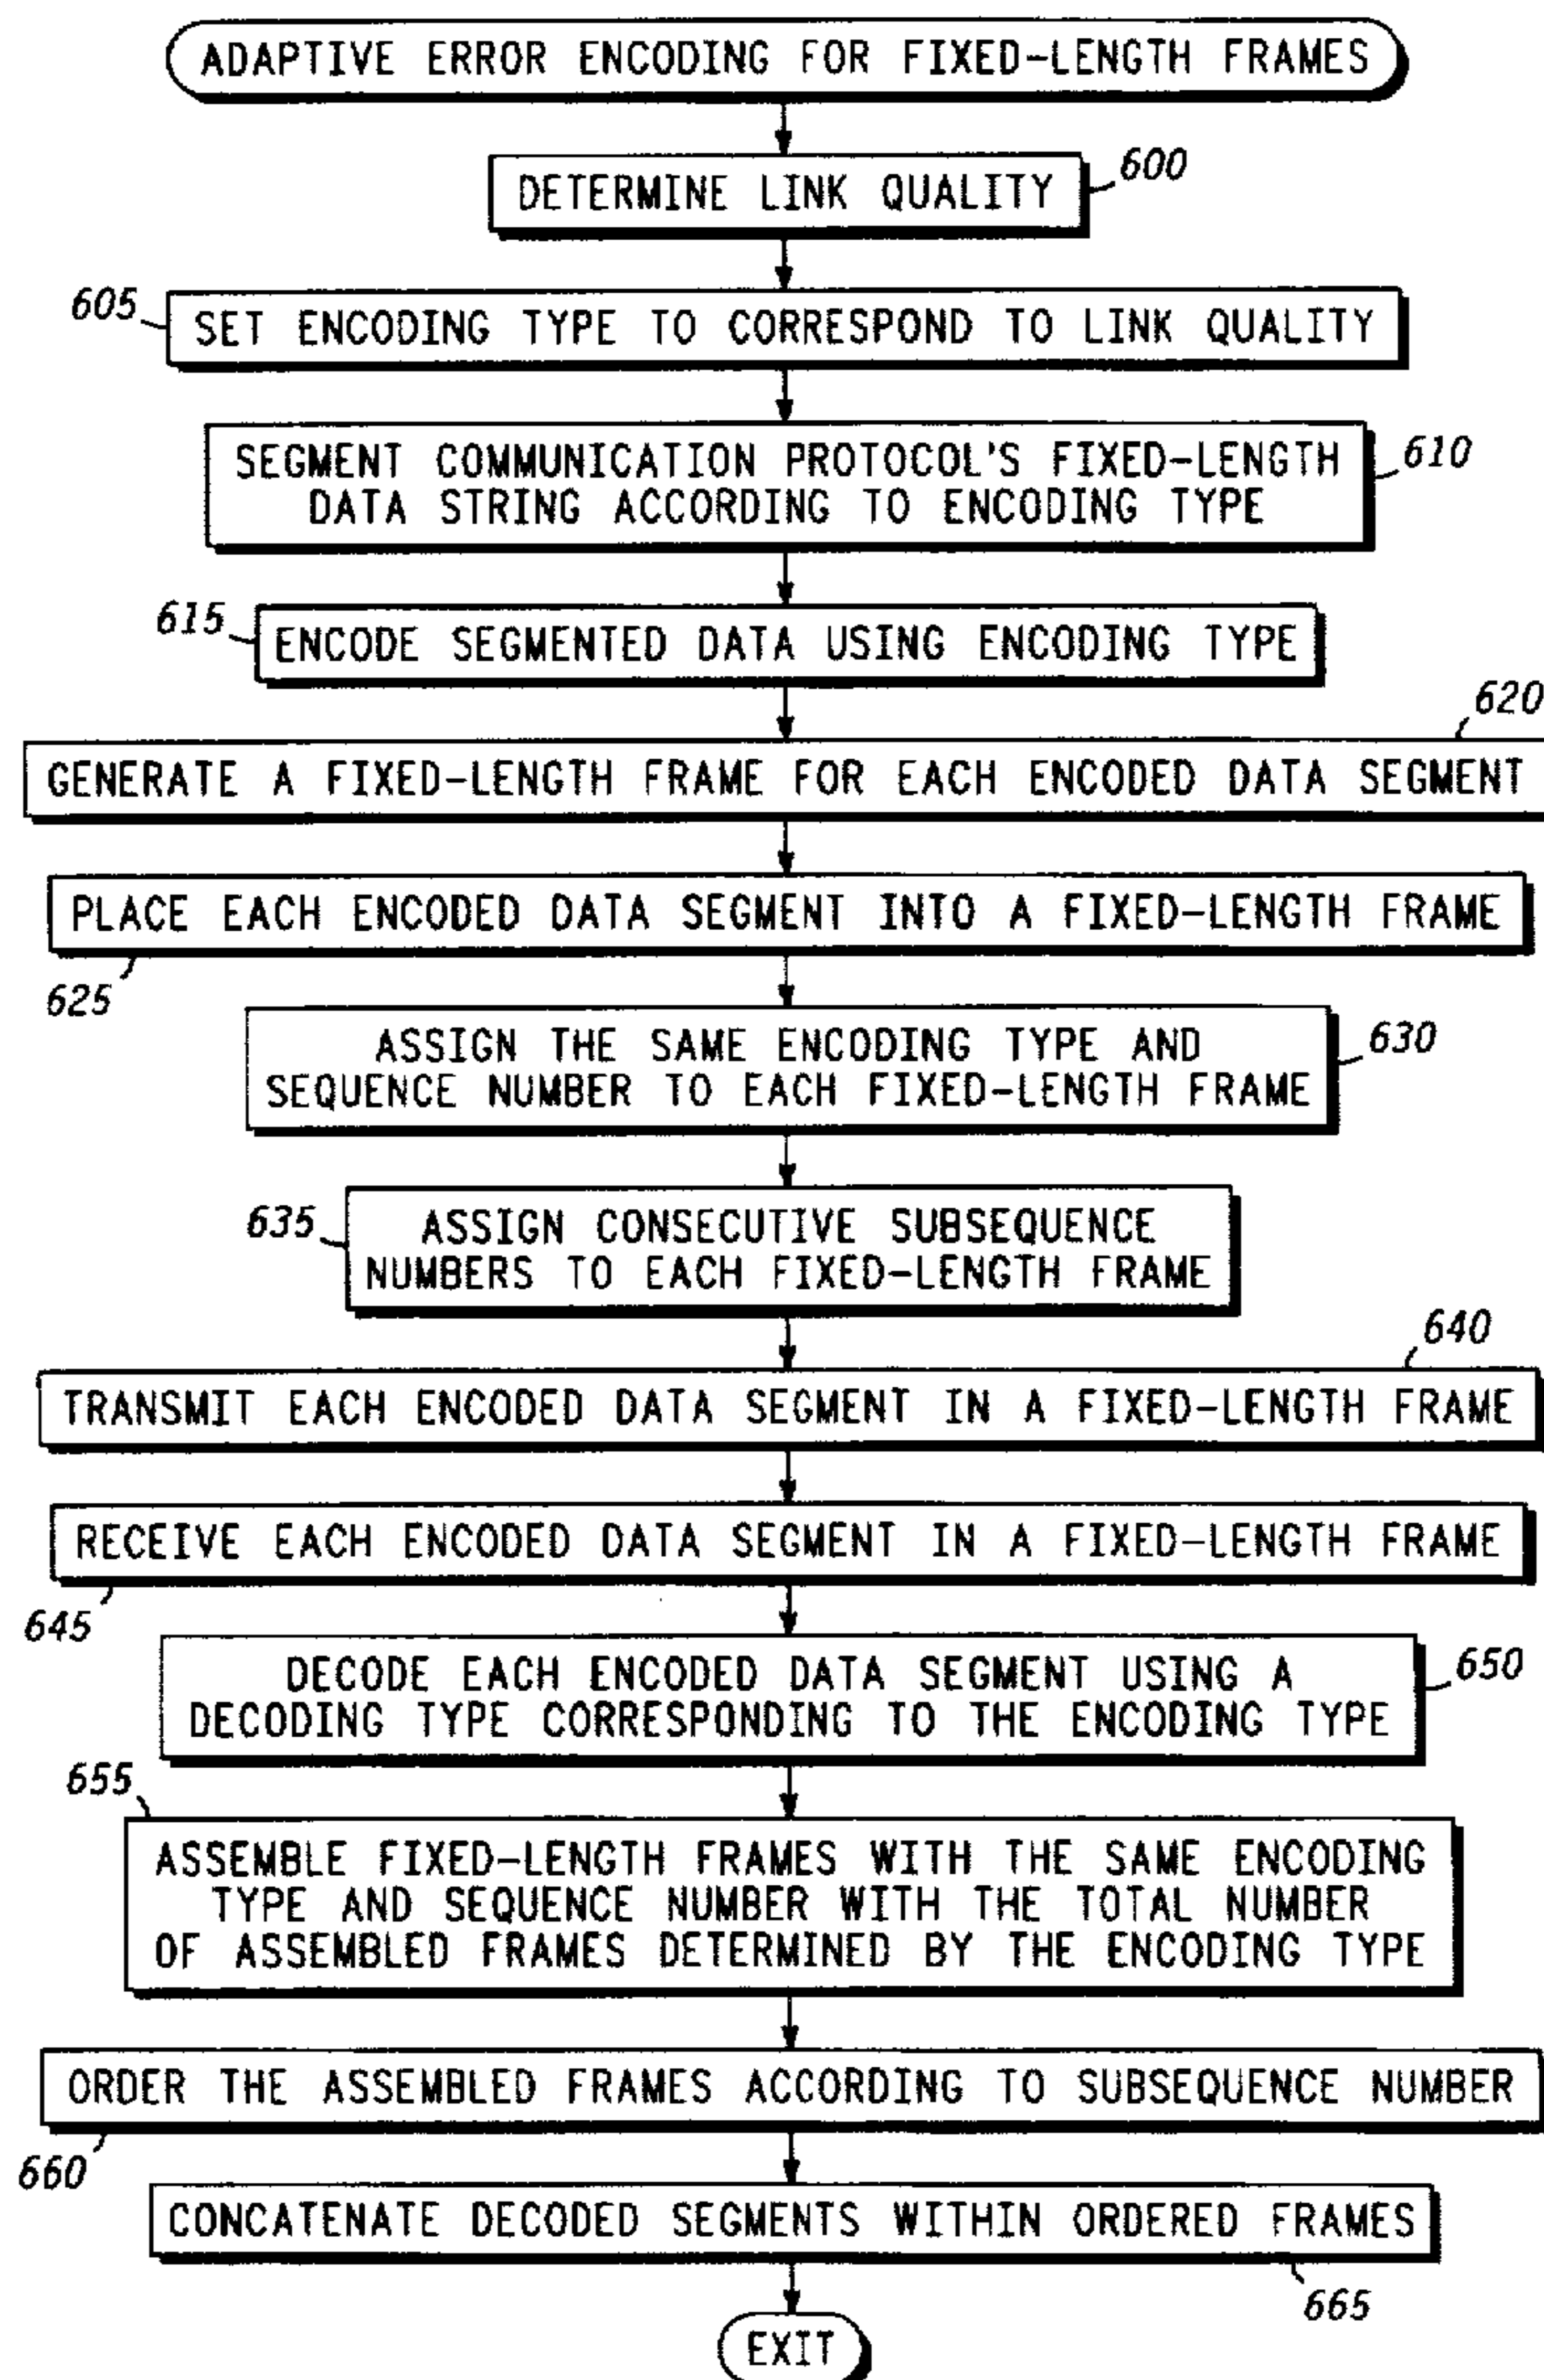 ADAPTIVE ERROR ENCODING FOR FIXED-LENGTH FRAMES
DETERMINE LINK QUALITY
600
605
SET ENCODING TYPE TO CORRESPOND TO LINK QUALITY
SEGMENT COMMUNICATION PROTOCOL'S FIXED-LENGTH
DATA STRING ACCORDING TO ENCODING TYPE
610
615
ENCODE SEGMENTED DATA USING ENCODING TYPE
620
GENERATE A FIXED-LENGTH FRAME FOR EACH ENCODED DATA SEGMENT
PLACE EACH ENCODED DATA SEGMENT INTO A FIXED-LENGTH FRAME
625
ASSIGN THE SAME ENCODING TYPE AND
SEQUENCE NUMBER TO EACH FIXED-LENGTH FRAME
630
635
ASSIGN CONSECUTIVE SUBSEQUENCE
NUMBERS TO EACH FIXED-LENGTH FRAME
640
TRANSMIT EACH ENCODED DATA SEGMENT IN A FIXED-LENGTH FRAME
RECEIVE EACH ENCODED DATA SEGMENT IN A FIXED-LENGTH FRAME
645
DECODE EACH ENCODED DATA SEGMENT USING A
DECODING TYPE CORRESPONDING TO THE ENCODING TYPE
650
655
ASSEMBLE FIXED-LENGTH FRAMES WITH THE SAME ENCODING
TYPE AND SEQUENCE NUMBER WITH THE TOTAL NUMBER
OF ASSEMBLED FRAMES DETERMINED BY THE ENCODING TYPE
ORDER THE ASSEMBLED FRAMES ACCORDING TO SUBSEQUENCE NUMBER
660
CONCATENATE DECODED SEGMENTS WITHIN ORDERED FRAMES
665
EXIT